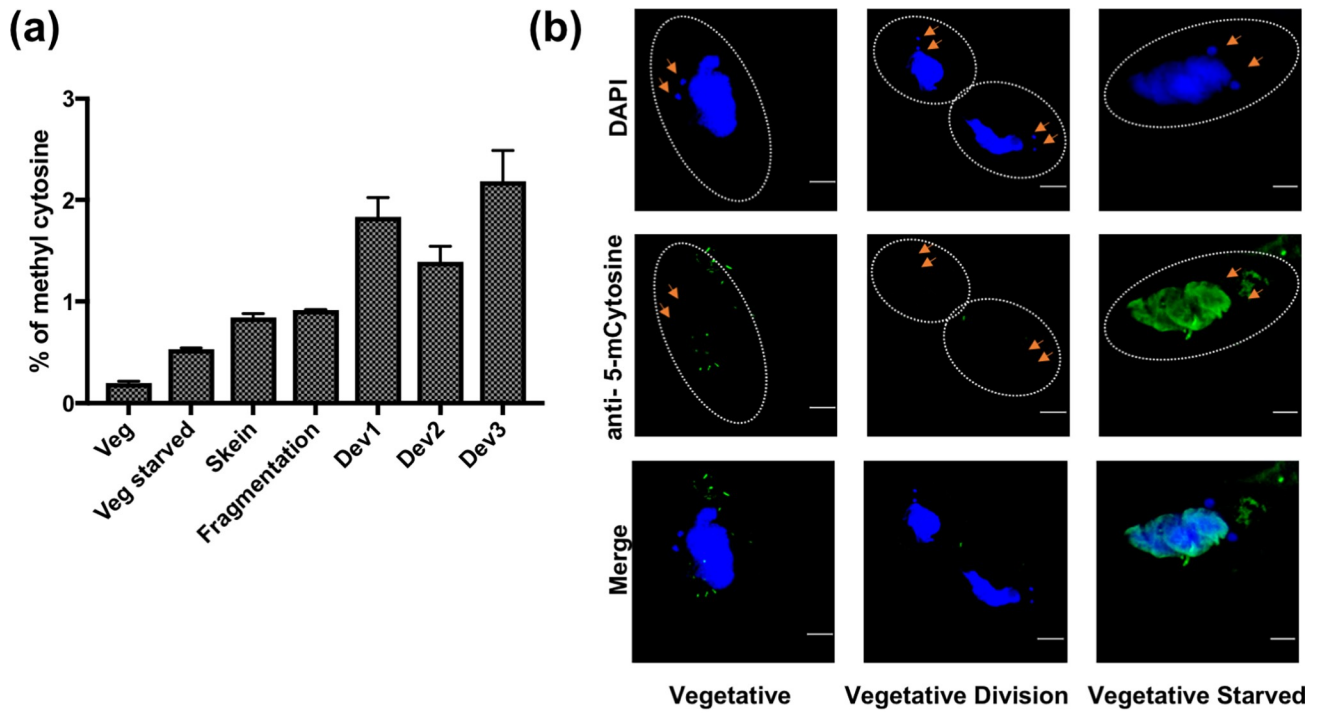 (a)
% of methyl cytosine
3
2
1
0
Veg
Veg starved
Skein
Fragmentation
Dev1
Dev2
Dev3
(b)
DAPI
anti- 5-mCytosine
Merge
Vegetative
Vegetative Division
Vegetative Starved